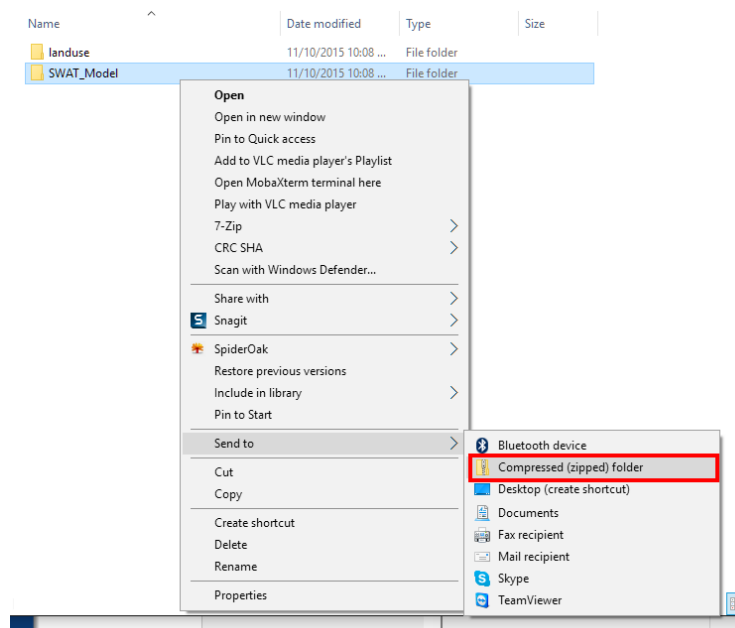 Name Date modified Type Size
landuse 11/10/2015 10:08 ... File folder
SWAT_Model 11/10/2015 10:08 ... File folder
Open
Open in new window
Pin to Quick access
Add to VLC media player's Playlist
Open MobaXterm terminal here
Play with VLC media player
7-Zip
CRC SHA
Scan with Windows Defender...
Share with
Snagit
SpiderOak
Restore previous versions
Include in library
Pin to Start
Send to
Cut
Copy
Create shortcut
Delete
Rename
Properties
Bluetooth device
Compressed (zipped) folder
Desktop (create shortcut)
Documents
Fax recipient
Mail recipient
Skype
TeamViewer